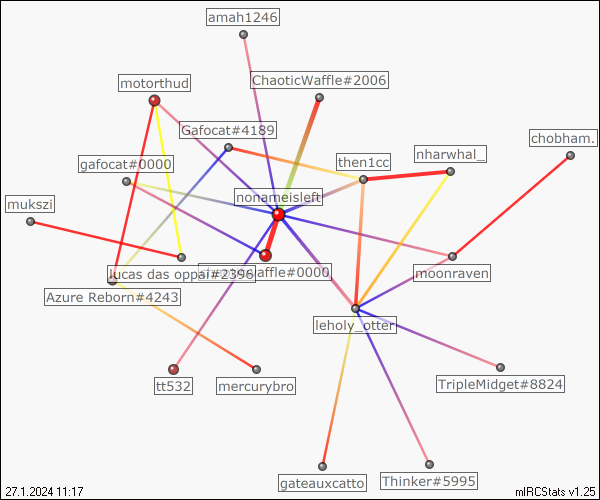 amah1246
ChaoticWaffle#2006
motorthud
Gafocat#4189
chobham.
nharwhal_
then1cc
gafocat#0000
nonameisleft
mukszi
lucas das oppai#2396
affle#0000
moonraven
Azure Reborn#4243
leholy_otter
tt532
mercurybro
TripleMidget#8824
gateauxcatto
Thinker#5995
27.1.2024 11:17
mIRCStats v1.25